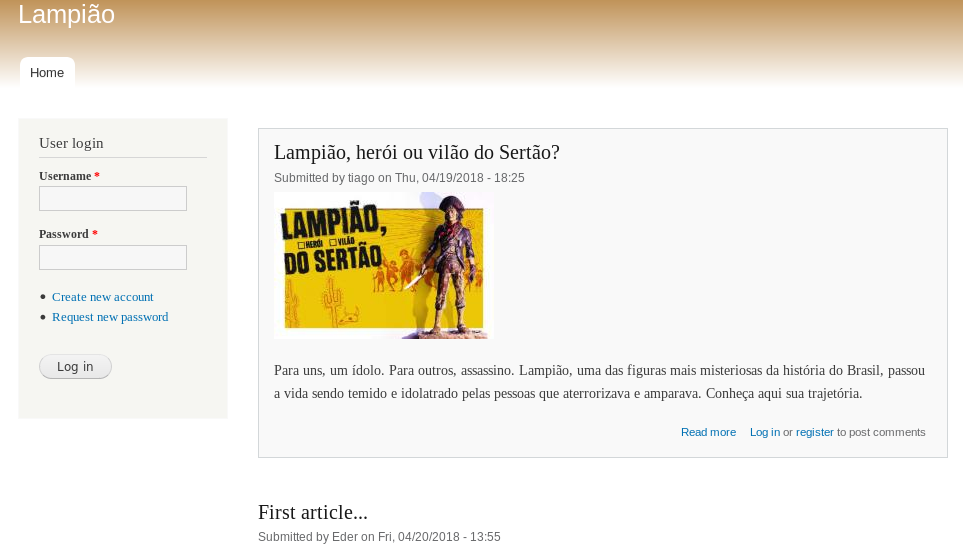 Lampião
Home
User login
Username *
Password *
Create new account
Request new password
Log in
Lampião, herói ou vilão do Sertão?
Submitted by tiago on Thu, 04/19/2018 - 18:25
LAMPIÃO,
HERÓI VILÃO
DO SERTÃO
Para uns, um ídolo. Para outros, assassino. Lampião, uma das figuras mais misteriosas da história do Brasil, passou
a vida sendo temido e idolatrado pelas pessoas que aterrorizava e amparava. Conheça aqui sua trajetória.
Read more Log in or register to post comments
First article...
Submitted by Eder on Fri, 04/20/2018 - 13:55